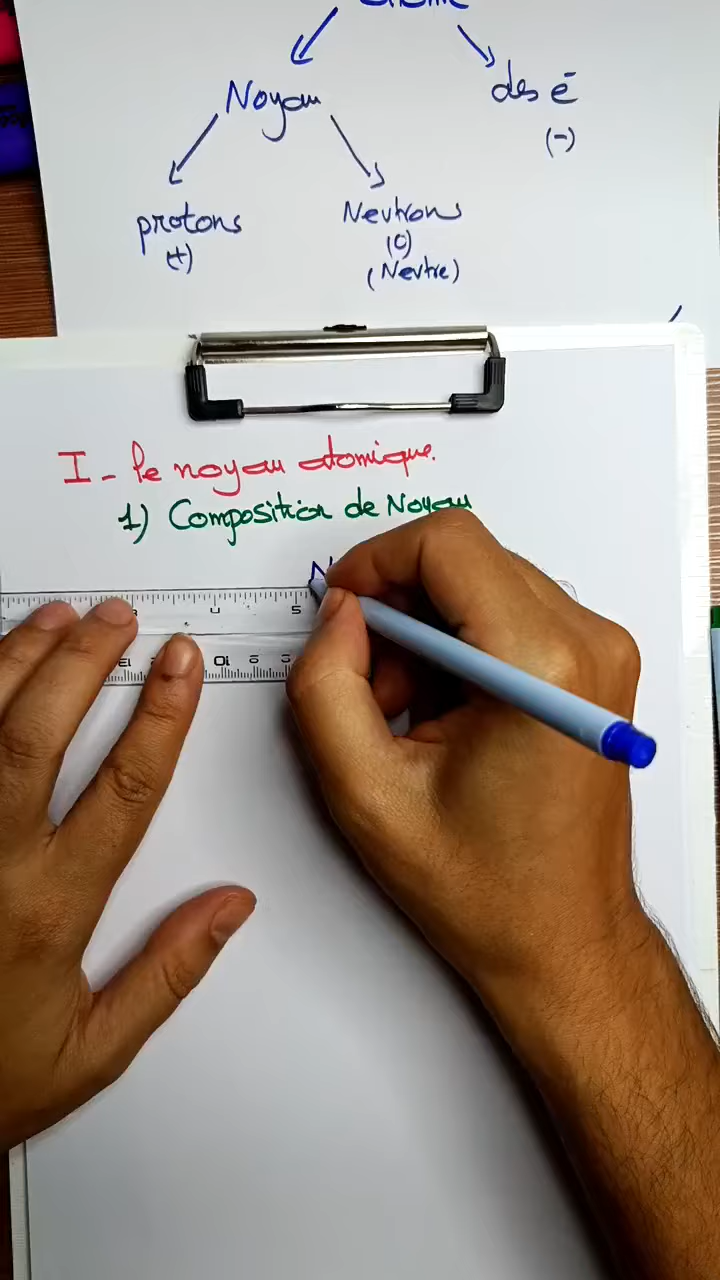 Noyau
des ē
(-)
protons
Neutrons
(+)
(0)
(Neutre)
I - le noyau atomique.
1) Composition de Noyau
N